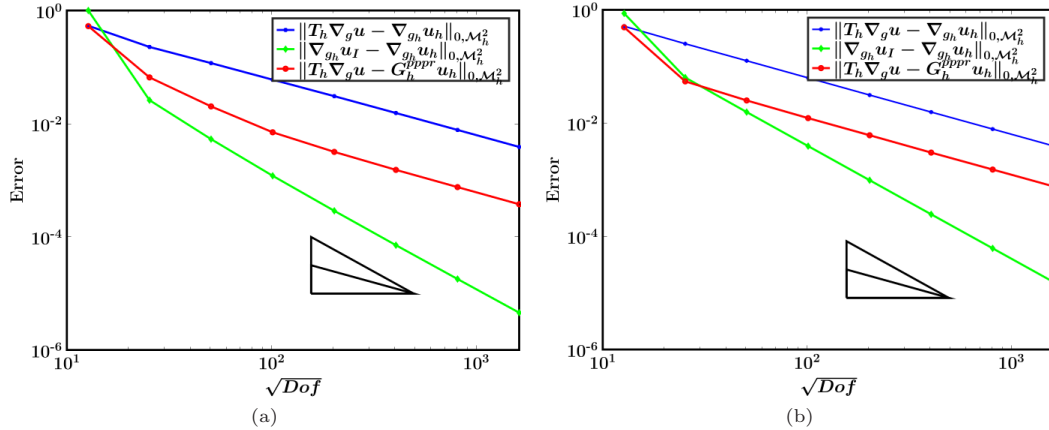 10^0
10^{-2}
10^{-4}
10^{-6}
Error
10^1
10^2
10^3
√Dof
‖T_h∇_g u − ∇_{g_h} u_h‖_{0,𝓜_h^2}
‖∇_{g_h} u_I − ∇_{g_h} u_h‖_{0,𝓜_h^2}
‖T_h∇_g u − G_h^{pppr} u_h‖_{0,𝓜_h^2}
(a)
10^0
10^{-2}
10^{-4}
10^{-6}
Error
10^1
10^2
10^3
√Dof
‖T_h∇_g u − ∇_{g_h} u_h‖_{0,𝓜_h^2}
‖∇_{g_h} u_I − ∇_{g_h} u_h‖_{0,𝓜_h^2}
‖T_h∇_g u − G_h^{pppr} u_h‖_{0,𝓜_h^2}
(b)